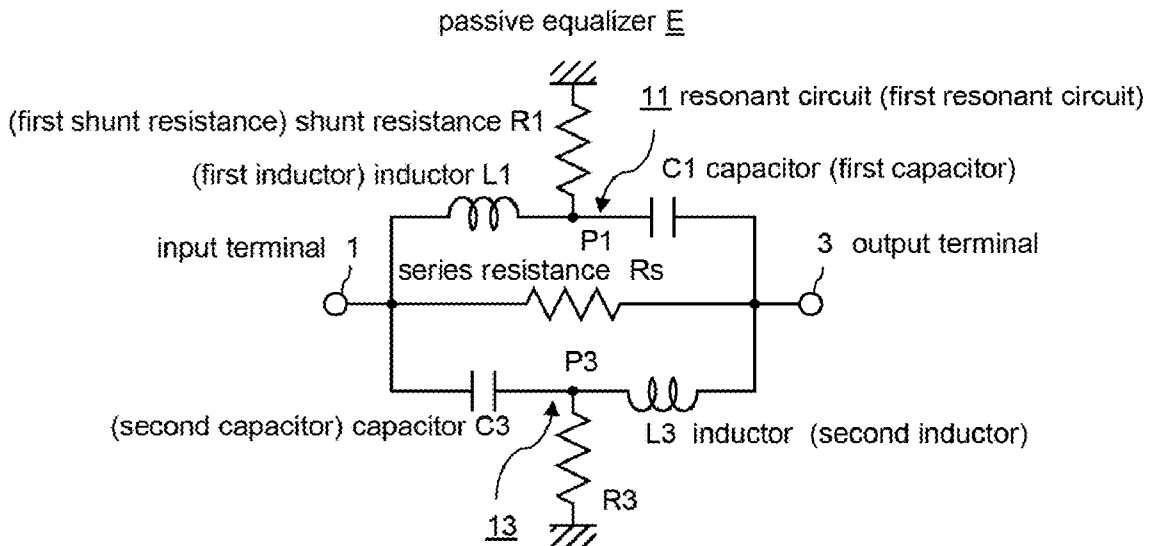 passive equalizer E
11 resonant circuit (first resonant circuit)
(first shunt resistance) shunt resistance R1
(first inductor) inductor L1
C1 capacitor (first capacitor)
P1
input terminal 1
3 output terminal
series resistance Rs
P3
(second capacitor) capacitor C3
L3 inductor (second inductor)
R3
13